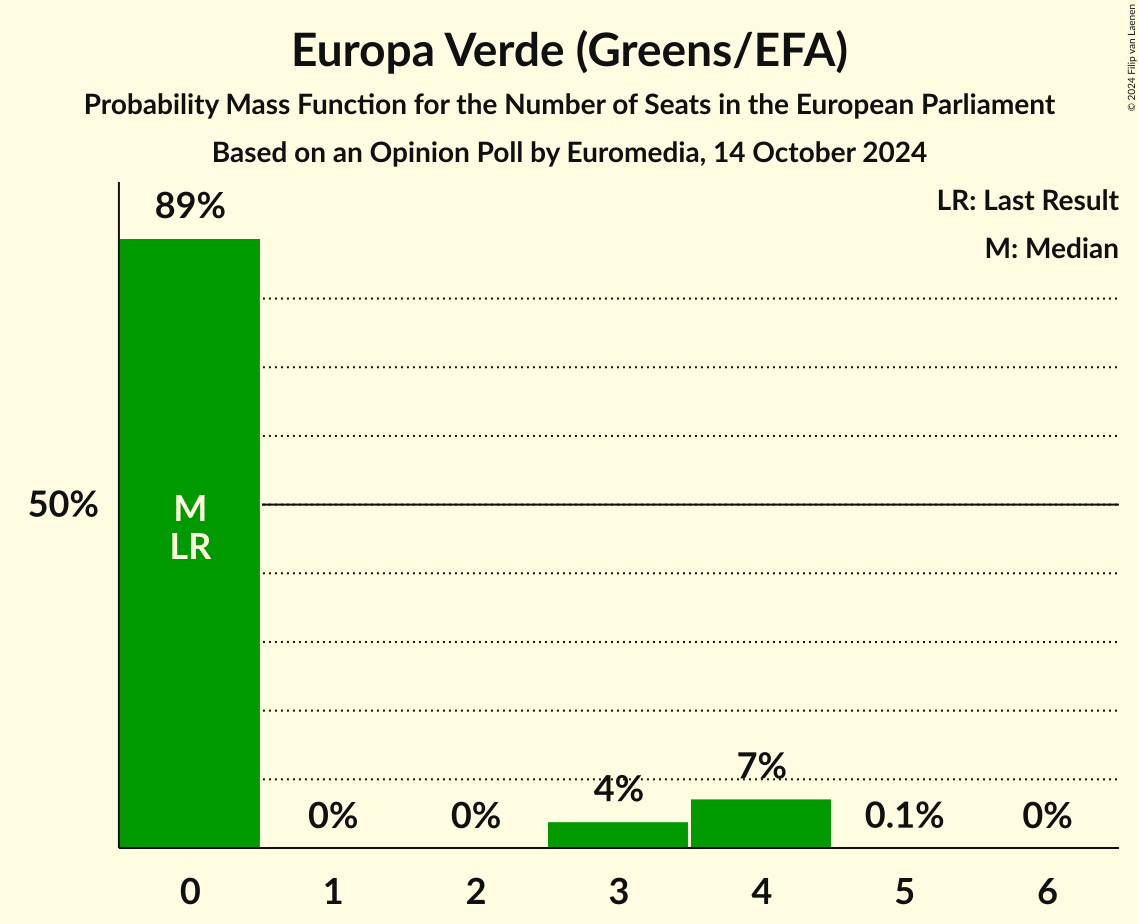 Europa Verde (Greens/EFA)
Probability Mass Function for the Number of Seats in the European Parliament
Based on an Opinion Poll by Euromedia, 14 October 2024
© 2024 Filip van Laenen
LR: Last Result
M: Median
89%
50%
M
LR
0%
0%
4%
7%
0.1%
0%
0
1
2
3
4
5
6